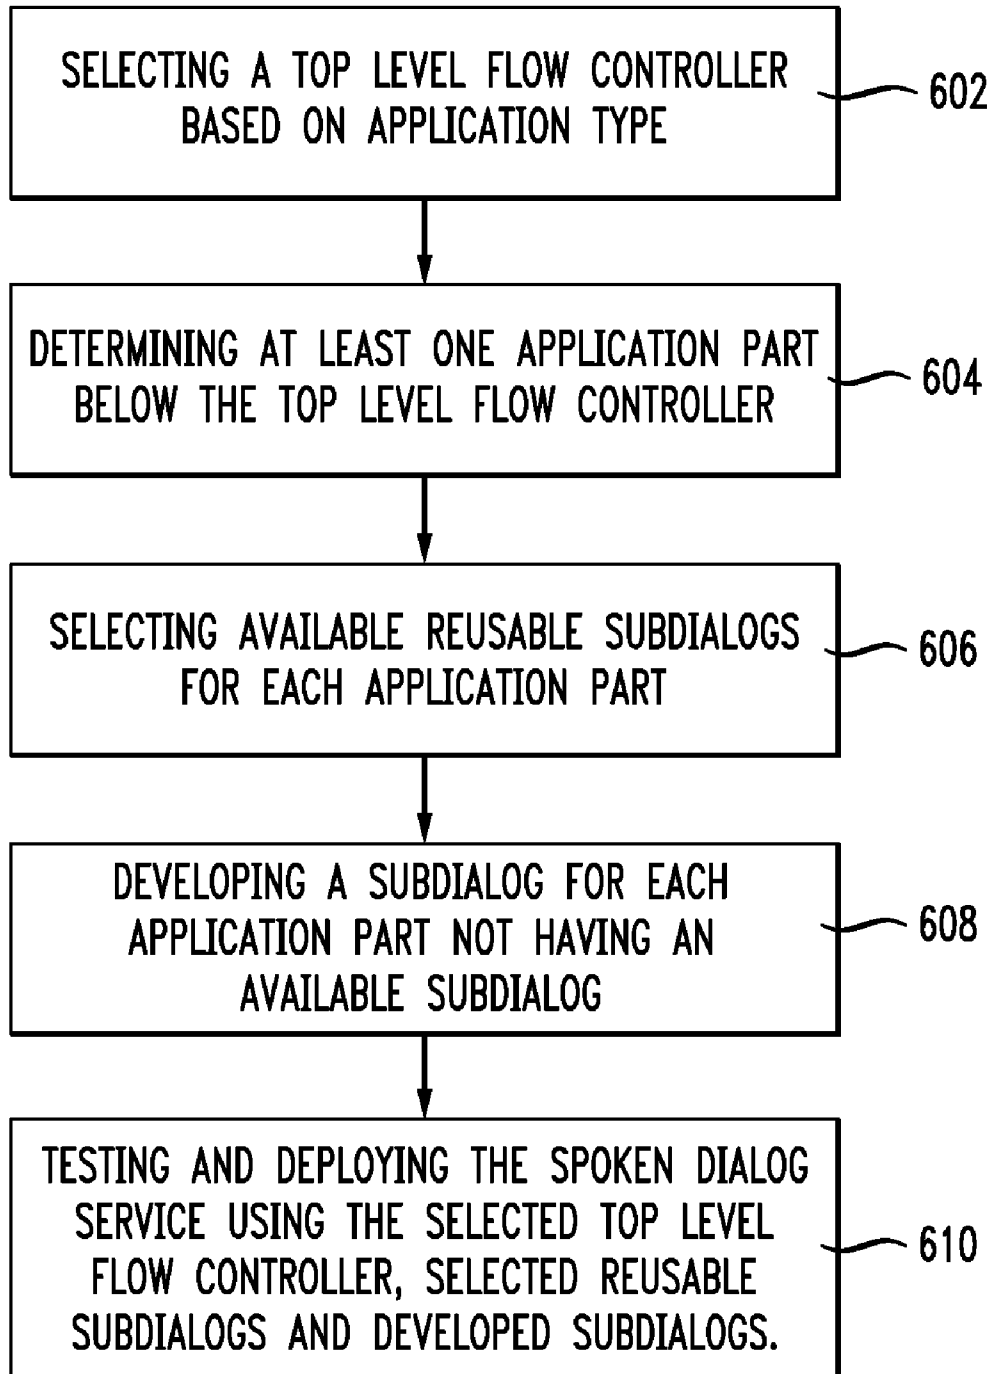 SELECTING A TOP LEVEL FLOW CONTROLLER
BASED ON APPLICATION TYPE
602
DETERMINING AT LEAST ONE APPLICATION PART
BELOW THE TOP LEVEL FLOW CONTROLLER
604
SELECTING AVAILABLE REUSABLE SUBDIALOGS
FOR EACH APPLICATION PART
606
DEVELOPING A SUBDIALOG FOR EACH
APPLICATION PART NOT HAVING AN
AVAILABLE SUBDIALOG
608
TESTING AND DEPLOYING THE SPOKEN DIALOG
SERVICE USING THE SELECTED TOP LEVEL
FLOW CONTROLLER, SELECTED REUSABLE
SUBDIALOGS AND DEVELOPED SUBDIALOGS.
610